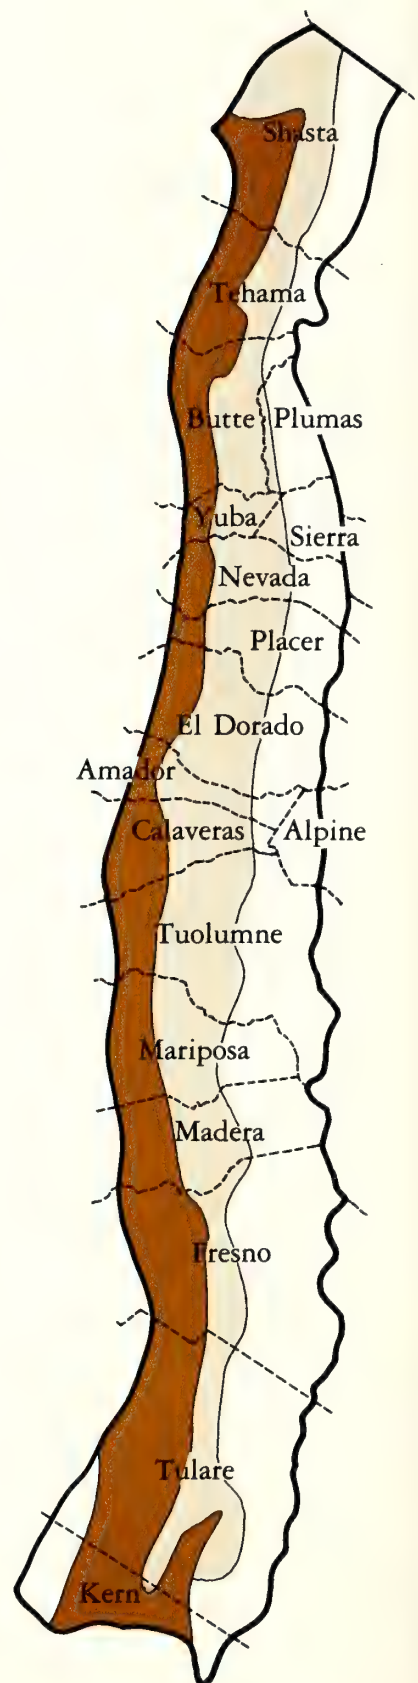 Shasta
Tehama
Butte Plumas
Yuba
Sierra
Nevada
Placer
El Dorado
Amador
Calaveras Alpine
Tuolumne
Mariposa
Madera
Fresno
Tulare
Kern